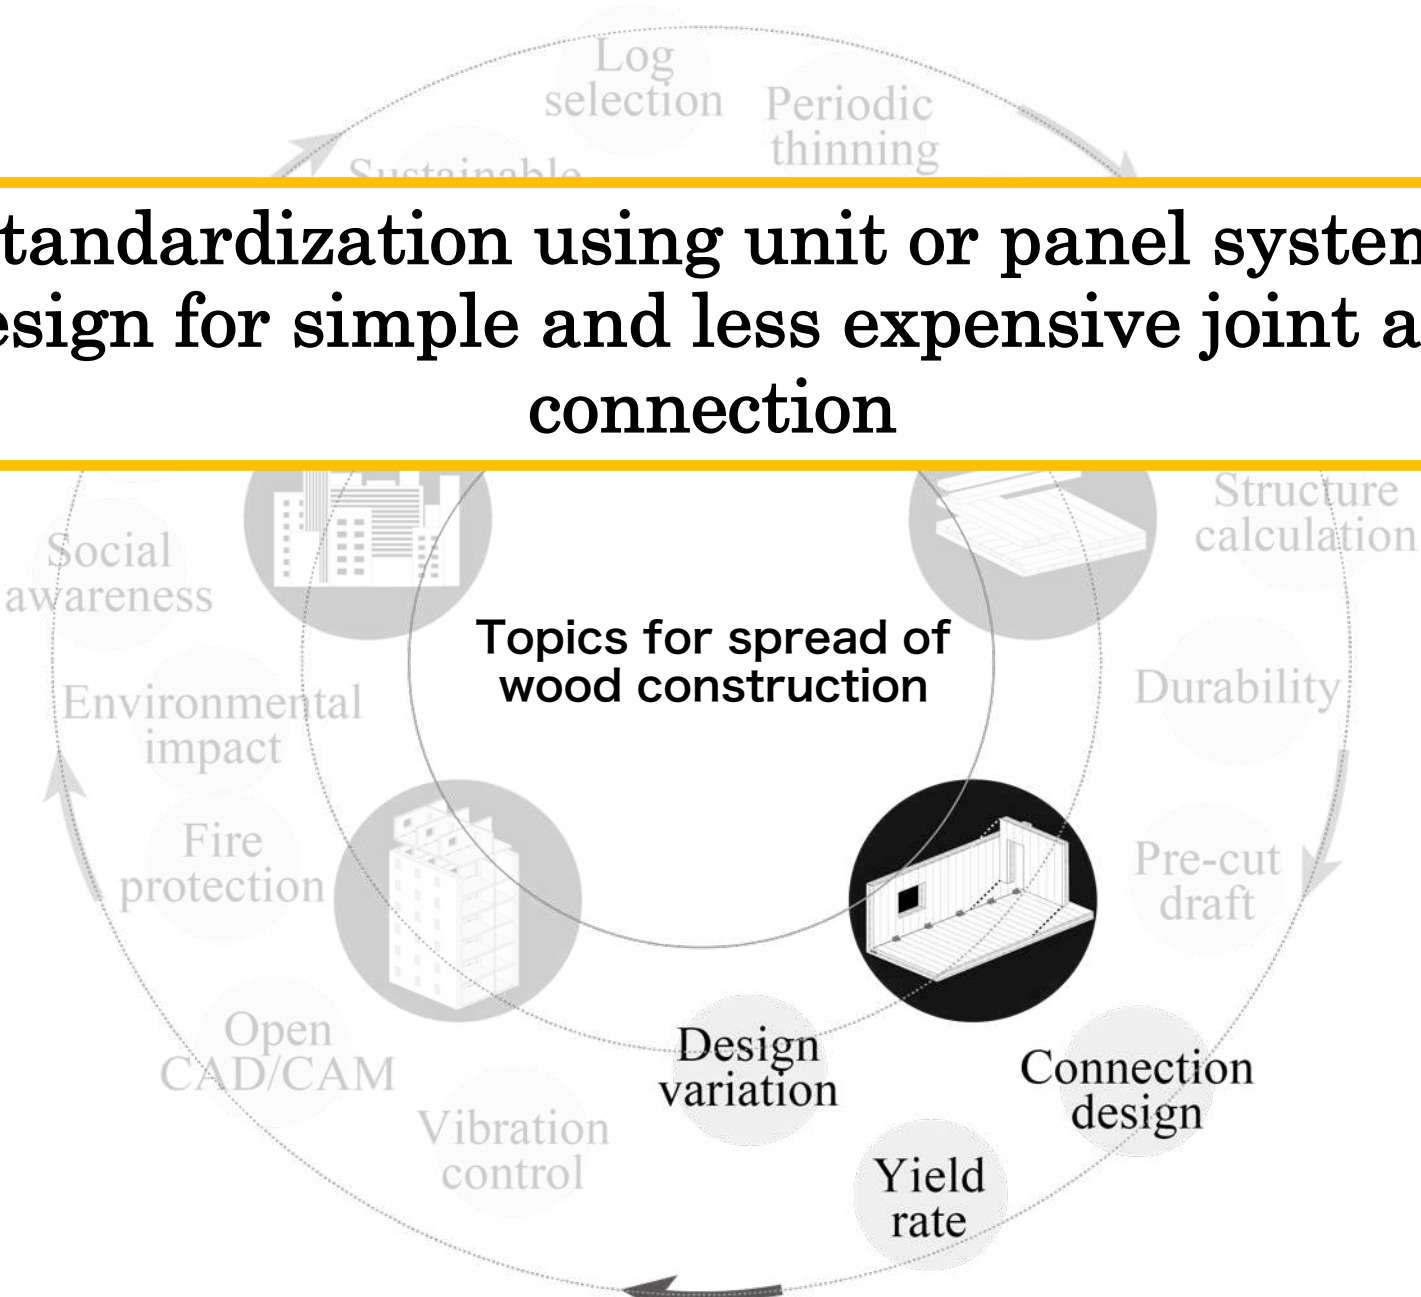 Log
selection
Periodic
thinning
Sustainable
tandardization using unit or panel system
esign for simple and less expensive joint a
connection
Structure
calculation
Social
awareness
Topics for spread of
wood construction
Environmental
impact
Durability
Fire
protection
Pre-cut
draft
Open
CAD/CAM
Design
variation
Connection
design
Vibration
control
Yield
rate